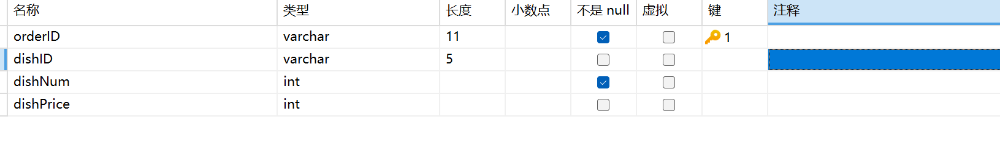 名称 类型 长度 小数点 不是 null 虚拟 键 注释
orderID varchar 11 1
dishID varchar 5
dishNum int
dishPrice int